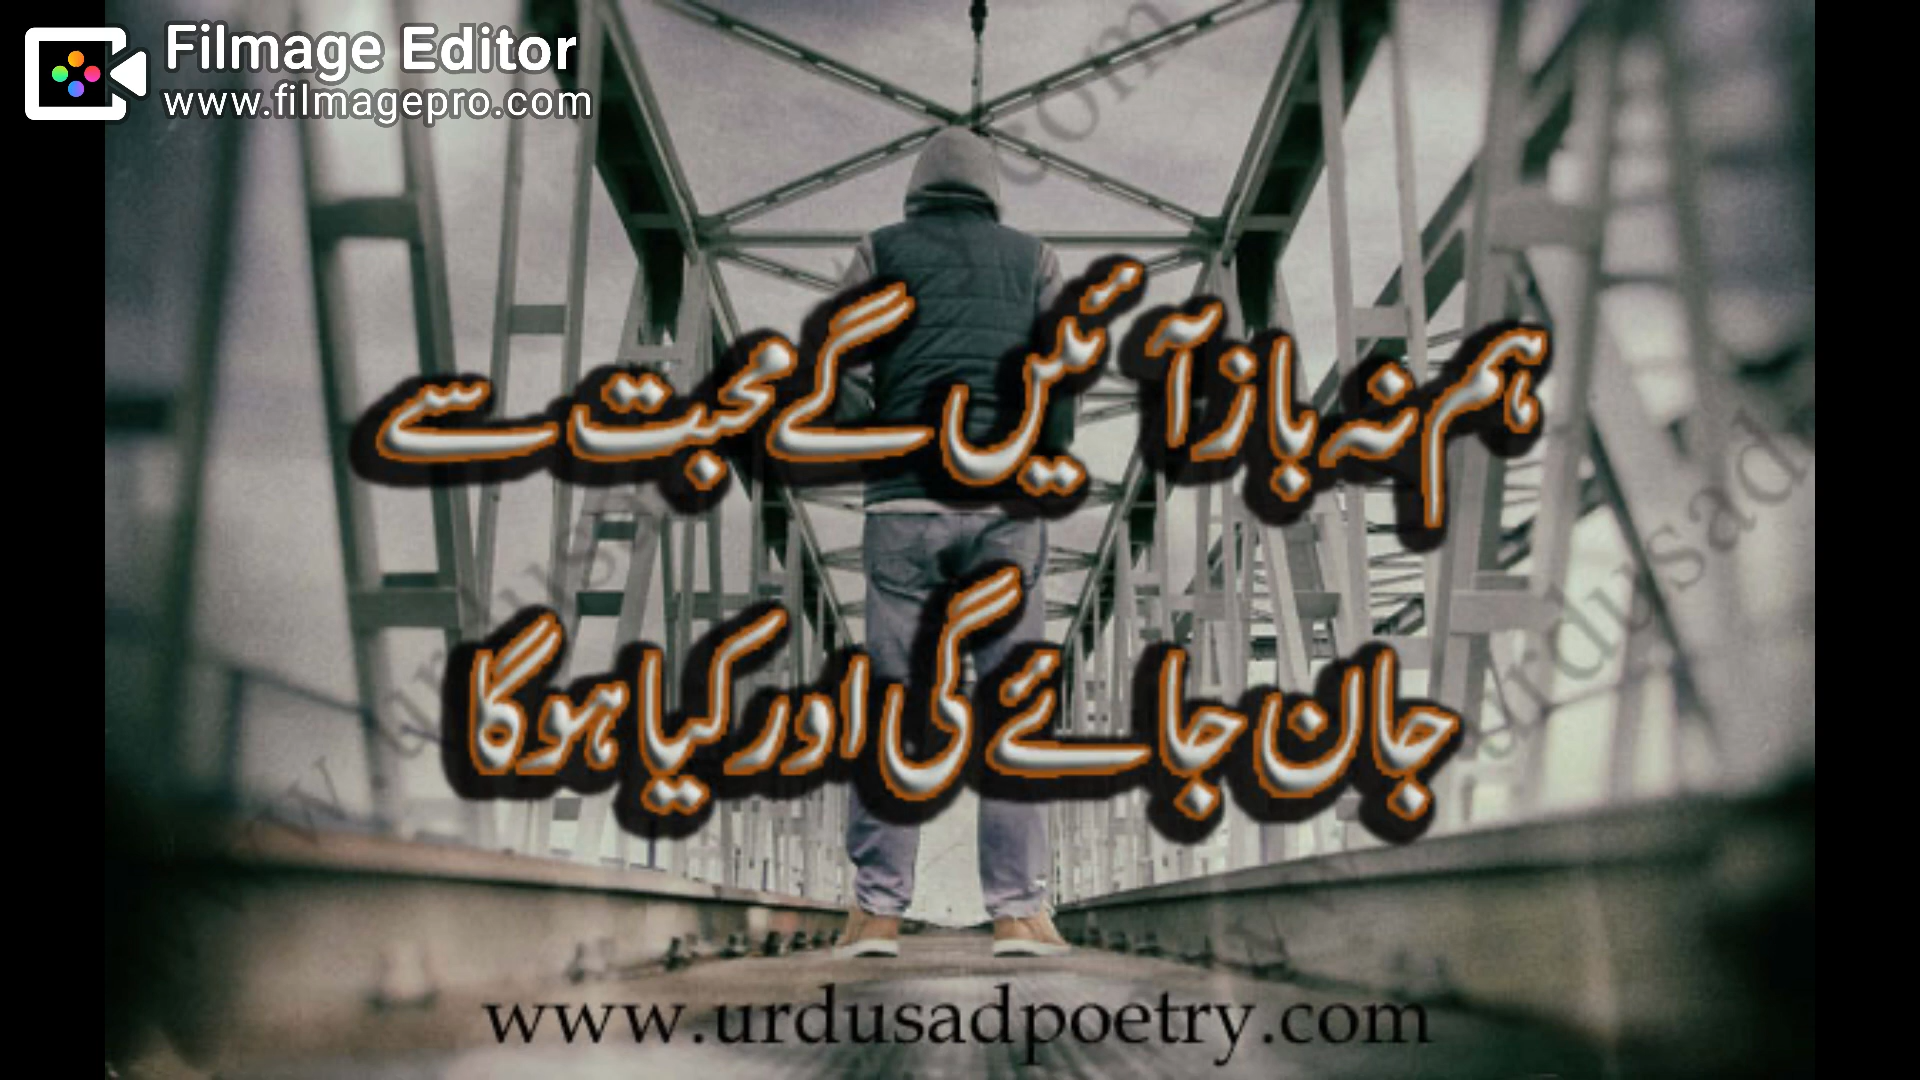 Filmage Editor
www.filmagepro.com
ہم نہ باز آئیں گے محبت سے
جان جائے گی اور کیا ہوگا
www.urdusadpoetry.com